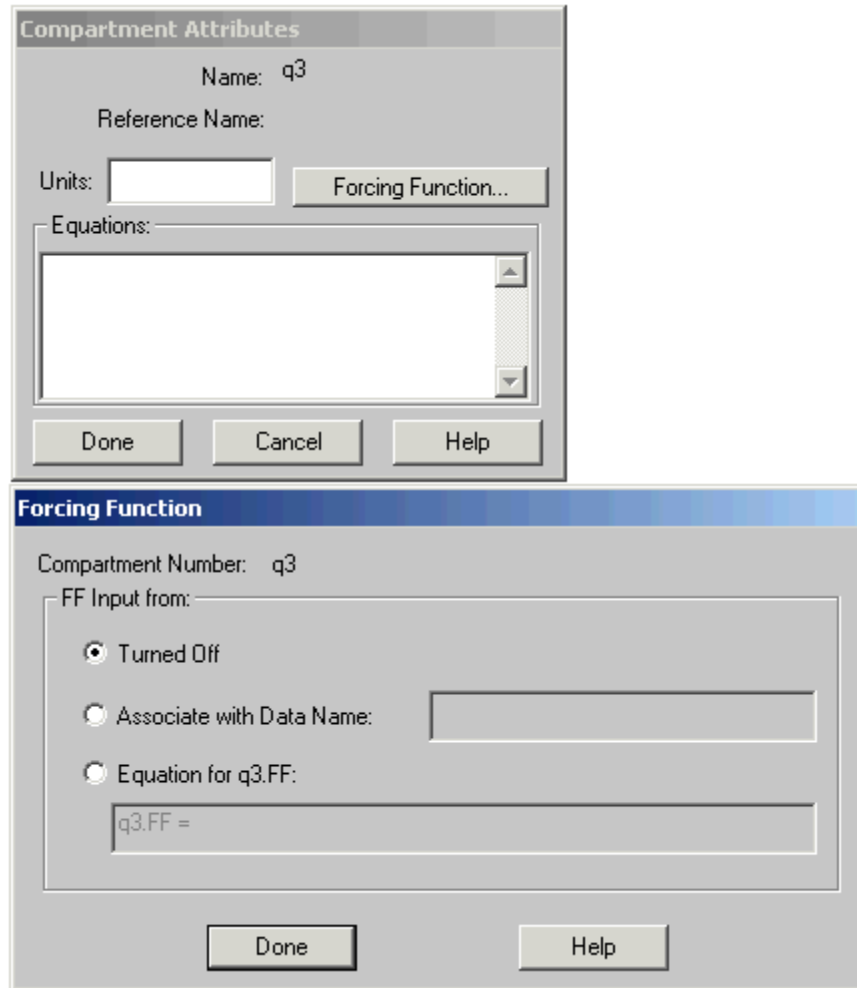 Compartment Attributes
Name: q3
Reference Name:
Units: Forcing Function...
Equations:
Done Cancel Help
Forcing Function
Compartment Number: q3
FF Input from:
Turned Off
Associate with Data Name:
Equation for q3.FF:
q3.FF =
Done Help